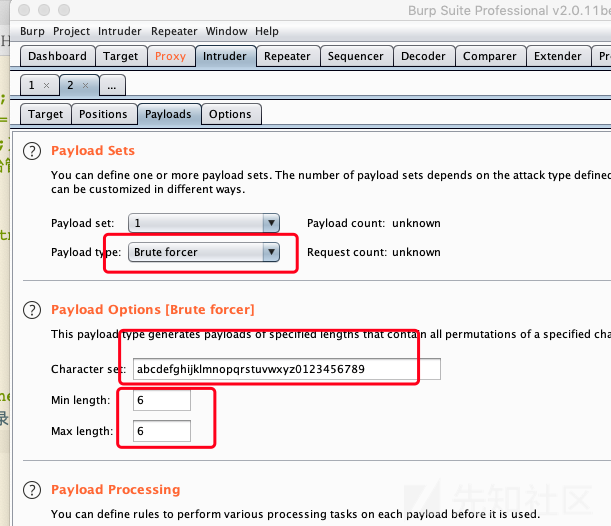 Burp Suite Professional v2.0.11be
Burp Project Intruder Repeater Window Help
Dashboard Target Proxy Intruder Repeater Sequencer Decoder Comparer Extender Pr
1 × 2 × ...
Target Positions Payloads Options
? Payload Sets
You can define one or more payload sets. The number of payload sets depends on the attack type defined
can be customized in different ways.
Payload set: 1 Payload count: unknown
Payload type: Brute forcer Request count: unknown
? Payload Options [Brute forcer]
This payload type generates payloads of specified lengths that contain all permutations of a specified cha
Character set: abcdefghijklmnopqrstuvwxyz0123456789
Min length: 6
Max length: 6
? Payload Processing
You can define rules to perform various processing tasks on each payload before it is used.
先知社区